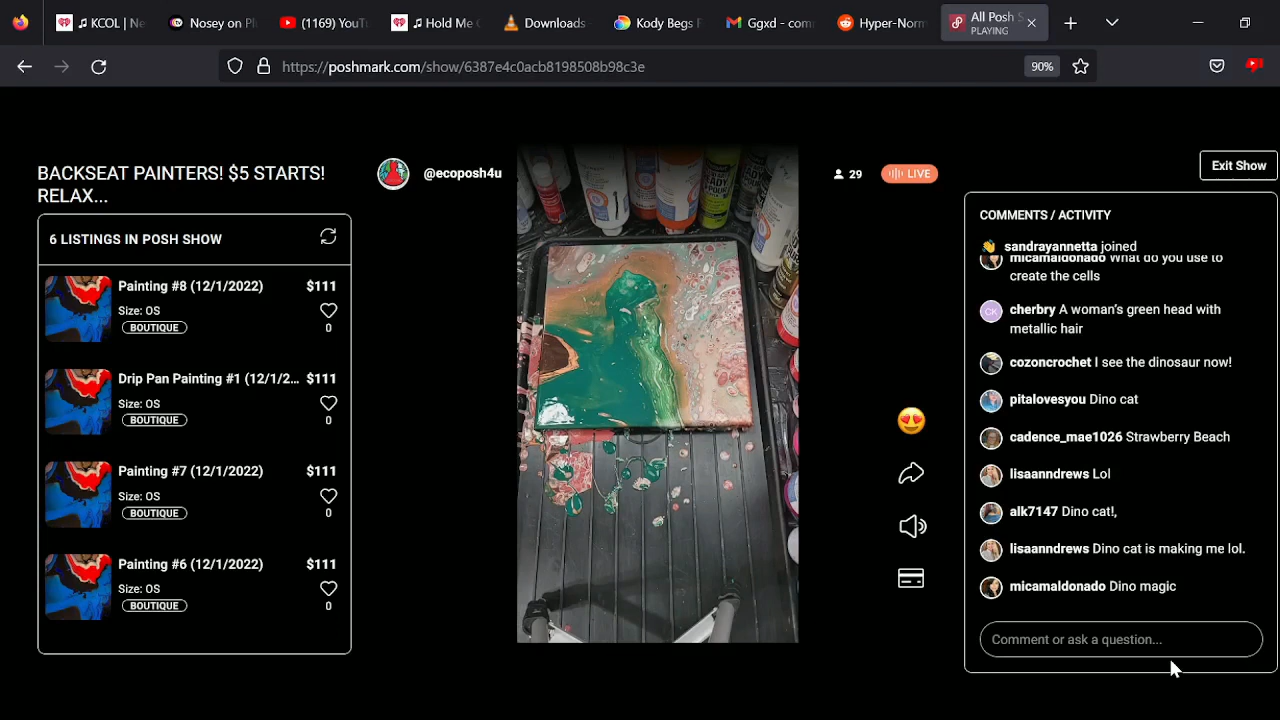 KCOL | Ne
Nosey on Pl
(1169) YouTu
Hold Me C
Downloads
Kody Begs F
Ggxd - com
Hyper-Norm
All Posh S
PLAYING
https://poshmark.com/show/6387e4c0acb8198508b98c3e
90%
BACKSEAT PAINTERS! $5 STARTS!
RELAX...
6 LISTINGS IN POSH SHOW
Painting #8 (12/1/2022) $111
Size: OS
BOUTIQUE
0
Drip Pan Painting #1 (12/1/2... $111
Size: OS
BOUTIQUE
0
Painting #7 (12/1/2022) $111
Size: OS
BOUTIQUE
0
Painting #6 (12/1/2022) $111
Size: OS
BOUTIQUE
0
@ecoposh4u
29
LIVE
Exit Show
COMMENTS / ACTIVITY
sandrayannetta joined
micamaldonado What do you use to
create the cells
CK
cherbry A woman's green head with
metallic hair
cozoncrochet I see the dinosaur now!
pitalovesyou Dino cat
cadence_mae1026 Strawberry Beach
lisaanndrews Lol
alk7147 Dino cat!,
lisaanndrews Dino cat is making me lol.
micamaldonado Dino magic
Comment or ask a question...